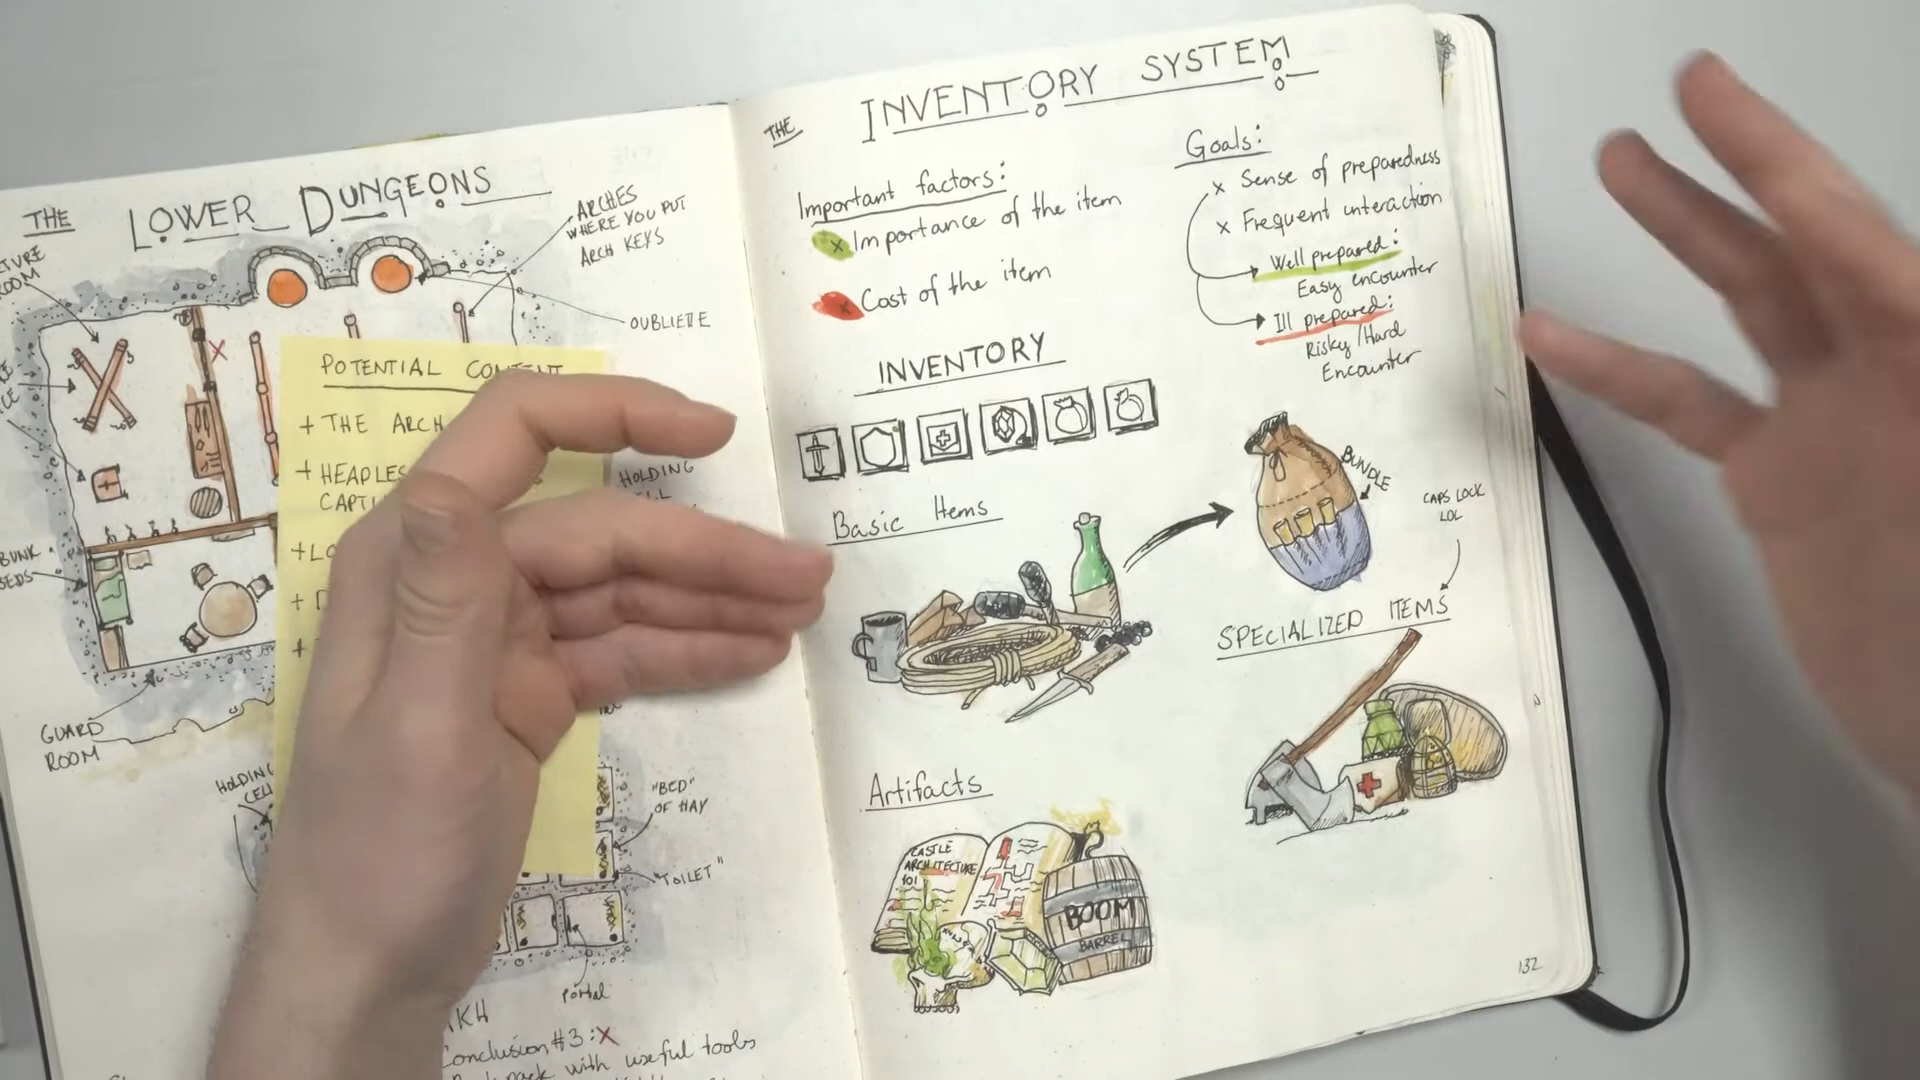 THE LOWER DUNGEONS
ARCHES
WHERE YOU PUT
ARCH KEYS
ROOM
OUBLIETTE
POTENTIAL CONTENT
+ THE ARCH
+ HEADLES
+
+
+
HOLDING
BUNK
BEDS
GUARD
ROOM
HOLDING
CELL
"BED"
OF HAY
"TOILET"
Portal
Conclusion #3: X
with useful tools
THE INVENTORY SYSTEM
Important factors:
x Importance of the item
x Cost of the item
Goals:
x Sense of preparedness
x Frequent interaction
Well prepared:
Easy encounter
Ill prepared:
Risky/Hard
Encounter
INVENTORY
Basic Items
BUNDLE
CAPS LOCK
LOL
SPECIALIZED ITEMS
Artifacts
CASTLE
ARCHITECTURE
101
BOOM
BARREL
132